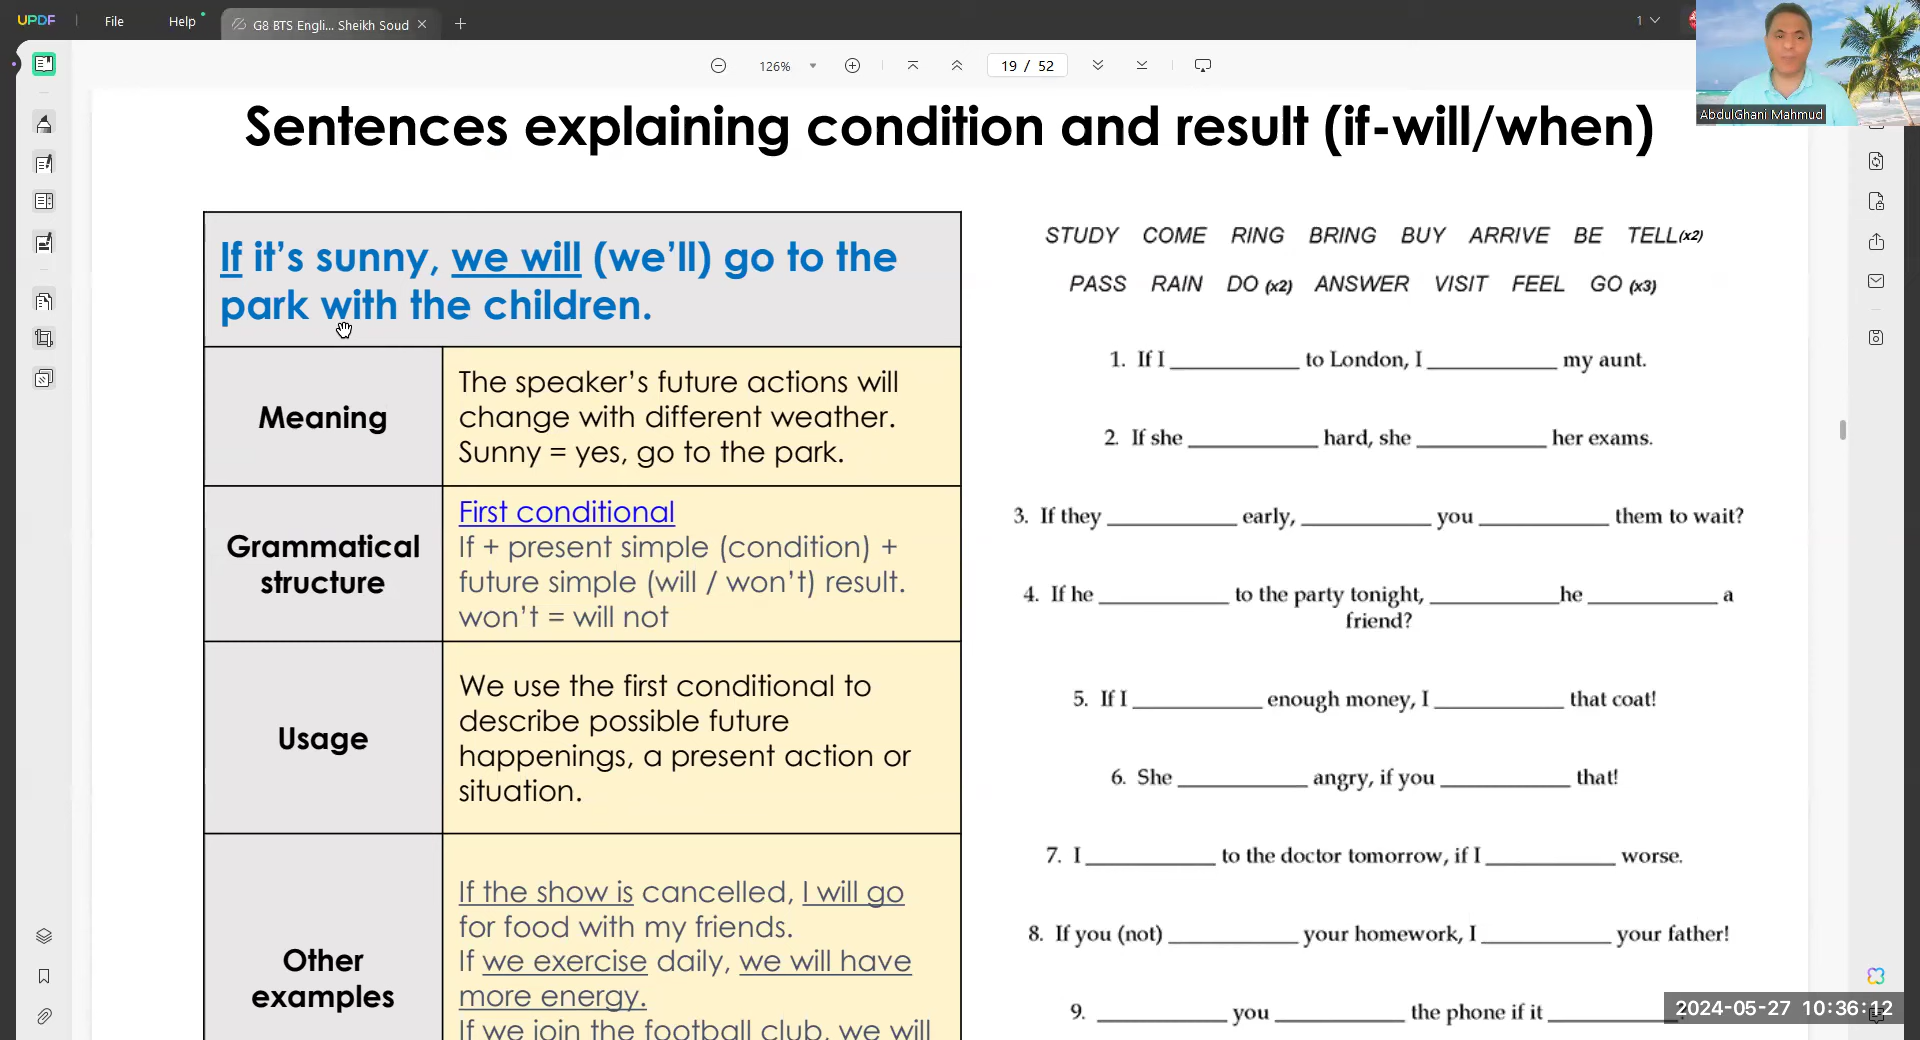 UPDF File Help G8 BTS Engli... Sheikh Soud 1
126% 19 / 52
AbdulGhani Mahmud
Sentences explaining condition and result (if-will/when)
If it's sunny, we will (we'll) go to the
park with the children.
Meaning
The speaker's future actions will
change with different weather.
Sunny = yes, go to the park.
Grammatical
structure
First conditional
If + present simple (condition) +
future simple (will / won't) result.
won't = will not
Usage
We use the first conditional to
describe possible future
happenings, a present action or
situation.
Other
examples
If the show is cancelled, I will go
for food with my friends.
If we exercise daily, we will have
more energy.
If we join the football club, we will
STUDY COME RING BRING BUY ARRIVE BE TELL(x2)
PASS RAIN DO (x2) ANSWER VISIT FEEL GO (x3)
1. If I __________ to London, I __________ my aunt.
2. If she __________ hard, she __________ her exams.
3. If they __________ early, __________ you __________ them to wait?
4. If he __________ to the party tonight, __________he __________ a
friend?
5. If I __________ enough money, I __________ that coat!
6. She __________ angry, if you __________ that!
7. I __________ to the doctor tomorrow, if I __________ worse.
8. If you (not) __________ your homework, I __________ your father!
9. __________ you __________ the phone if it __________
2024-05-27 10:36:12